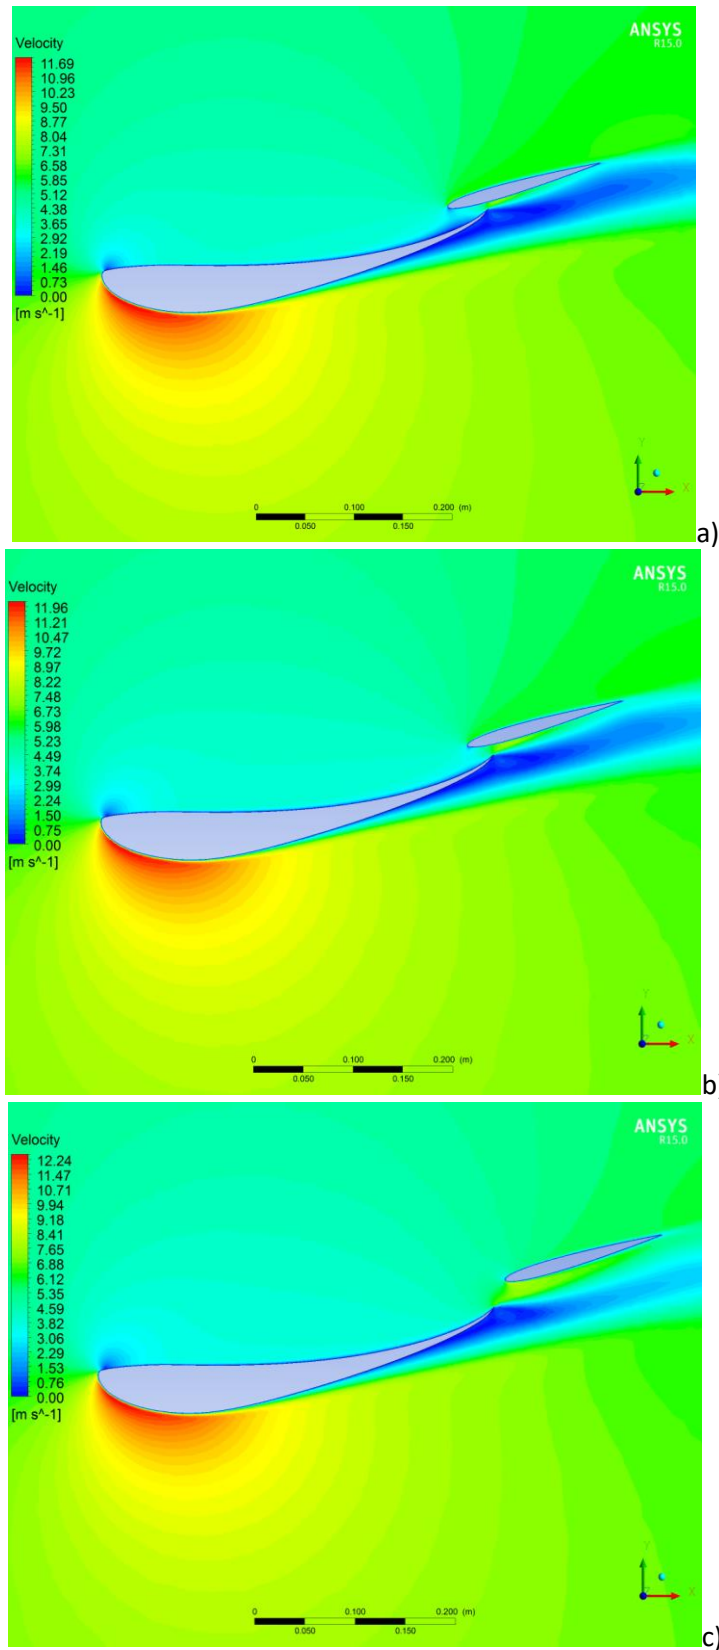 ANSYS
R15.0
Velocity
11.69
10.96
10.23
9.50
8.77
8.04
7.31
6.58
5.85
5.12
4.38
3.65
2.92
2.19
1.46
0.73
0.00
[m s^-1]
Y
X
0 0.100 0.200 (m)
0.050 0.150
a)
ANSYS
R15.0
Velocity
11.96
11.21
10.47
9.72
8.97
8.22
7.48
6.73
5.98
5.23
4.49
3.74
2.99
2.24
1.50
0.75
0.00
[m s^-1]
Y
X
0 0.100 0.200 (m)
0.050 0.150
b)
ANSYS
R15.0
Velocity
12.24
11.47
10.71
9.94
9.18
8.41
7.65
6.88
6.12
5.35
4.59
3.82
3.06
2.29
1.53
0.76
0.00
[m s^-1]
Y
X
0 0.100 0.200 (m)
0.050 0.150
c)